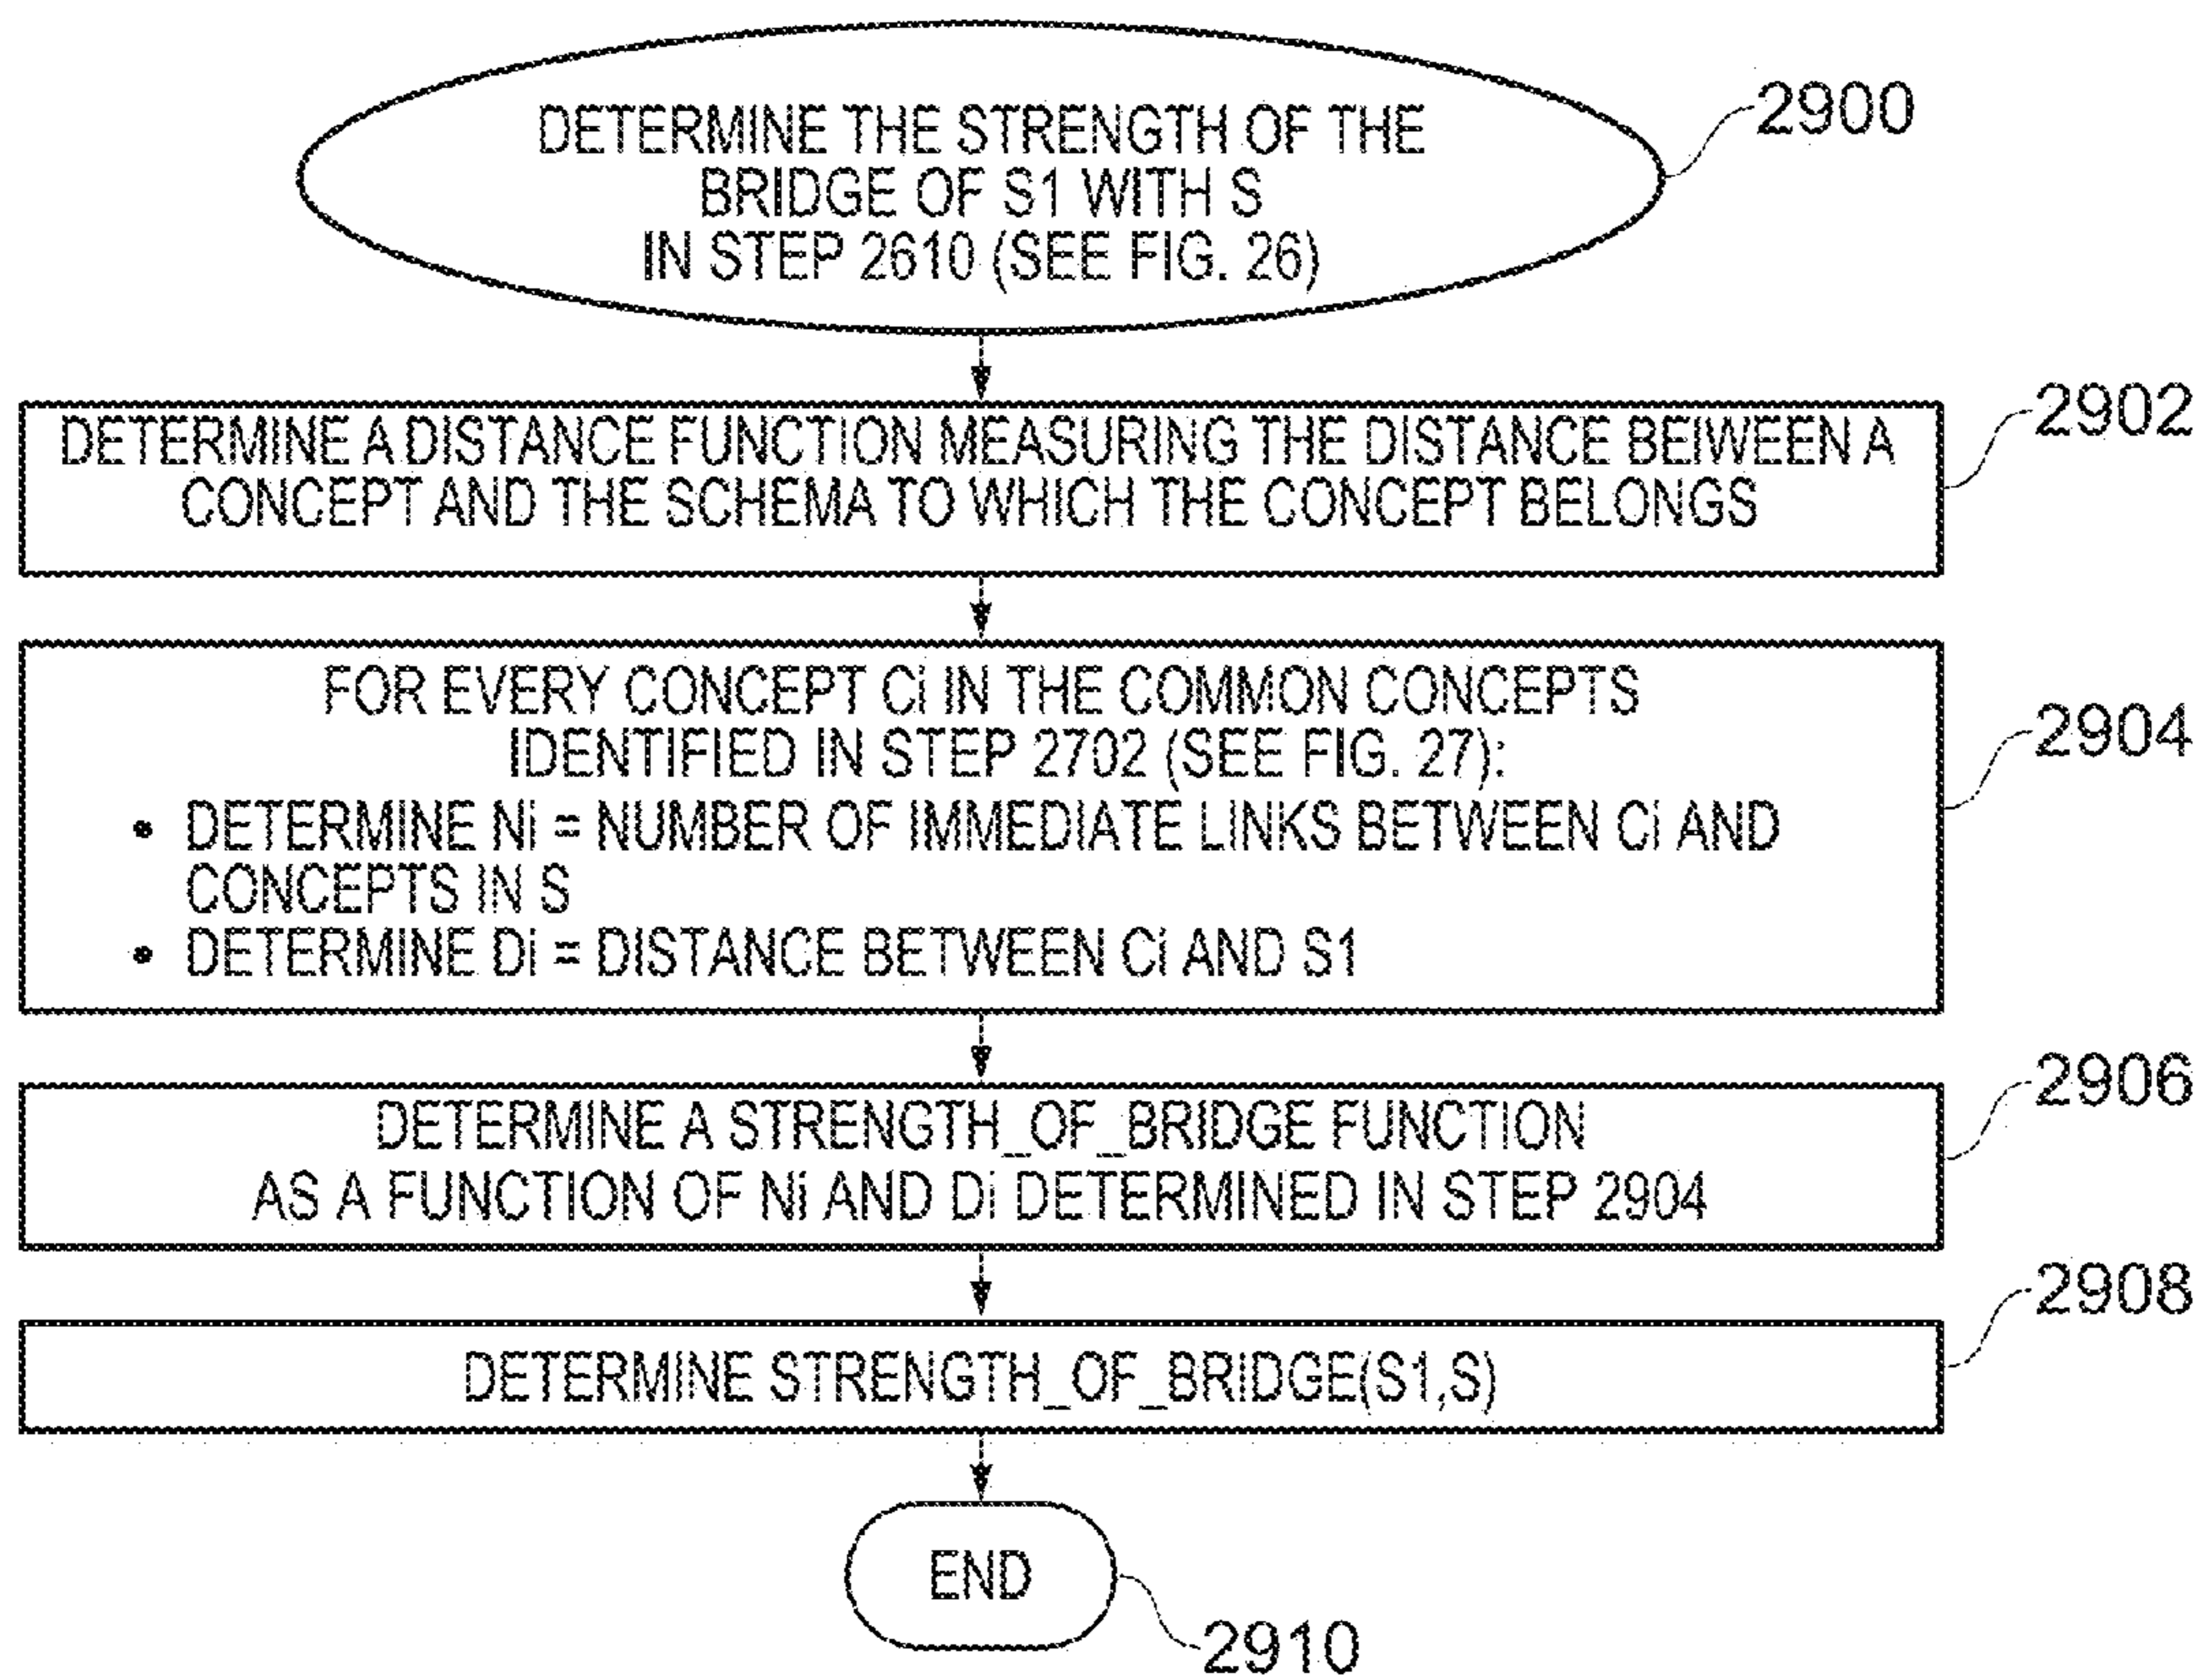 DETERMINE THE STRENGTH OF THE
BRIDGE OF S1 WITH S
IN STEP 2610 (SEE FIG. 26)
2900
DETERMINE A DISTANCE FUNCTION MEASURING THE DISTANCE BEIWEEN A
CONCEPT AND THE SCHEMA TO WHICH THE CONCEPT BELONGS
2902
FOR EVERY CONCEPT Ci IN THE COMMON CONCEPTS
IDENTIFIED IN STEP 2702 (SEE FIG. 27):
• DETERMINE Ni = NUMBER OF IMMEDIATE LINKS BETWEEN Ci AND
CONCEPTS IN S
• DETERMINE Di = DISTANCE BETWEEN Ci AND S1
2904
DETERMINE A STRENGTH_OF_BRIDGE FUNCTION
AS A FUNCTION OF Ni AND Di DETERMINED IN STEP 2904
2906
DETERMINE STRENGTH_OF_BRIDGE(S1,S)
2908
END
2910